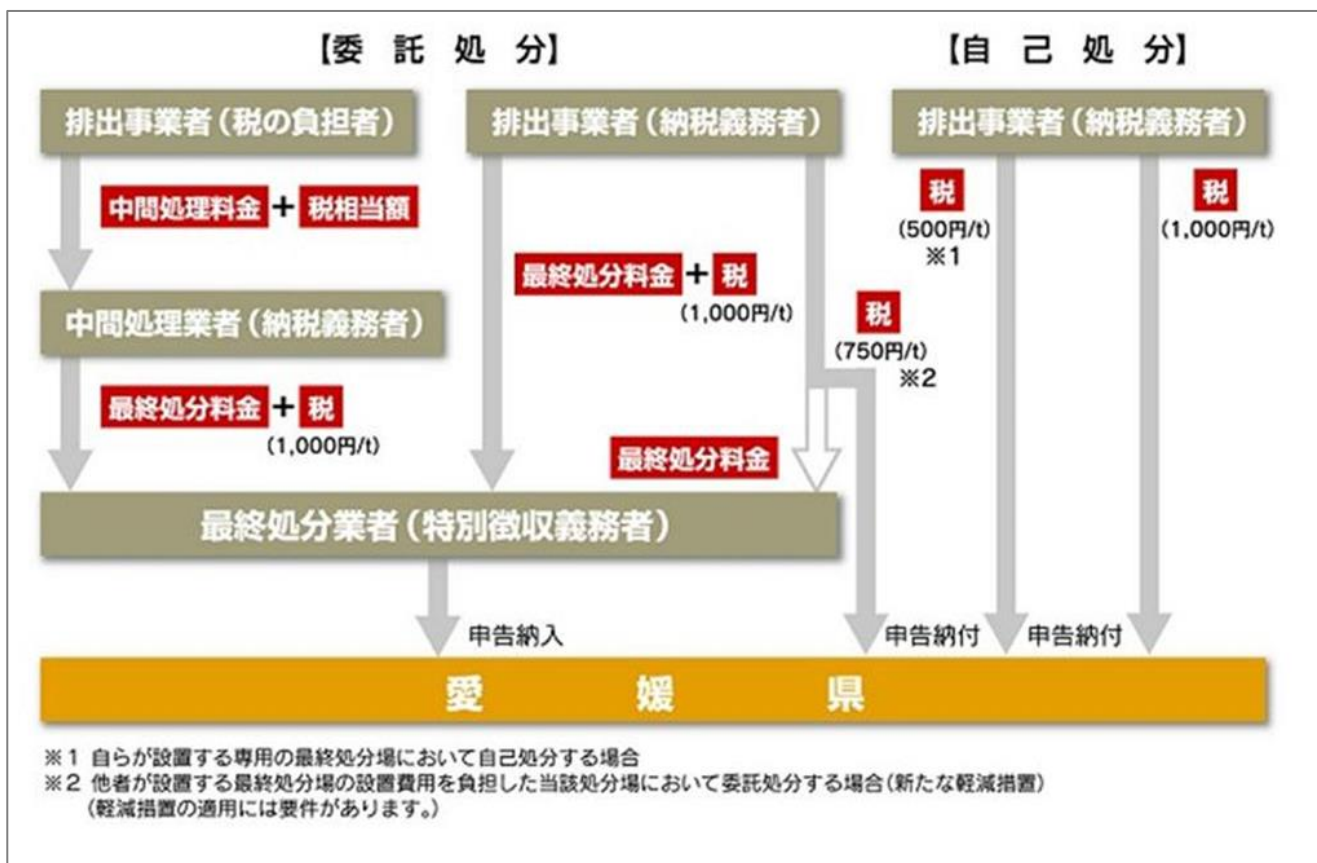 【委託処分】
【自己処分】
排出事業者(税の負担者)
排出事業者(納税義務者)
排出事業者(納税義務者)
中間処理料金+税相当額
税
(500円/t)
※1
税
(1,000円/t)
最終処分料金+税
(1,000円/t)
中間処理業者(納税義務者)
税
(750円/t)
※2
最終処分料金+税
(1,000円/t)
最終処分料金
最終処分業者(特別徴収義務者)
申告納入
申告納付
申告納付
愛媛県
※1 自らが設置する専用の最終処分場において自己処分する場合
※2 他者が設置する最終処分場の設置費用を負担した当該処分場において委託処分する場合(新たな軽減措置)
(軽減措置の適用には要件があります。)